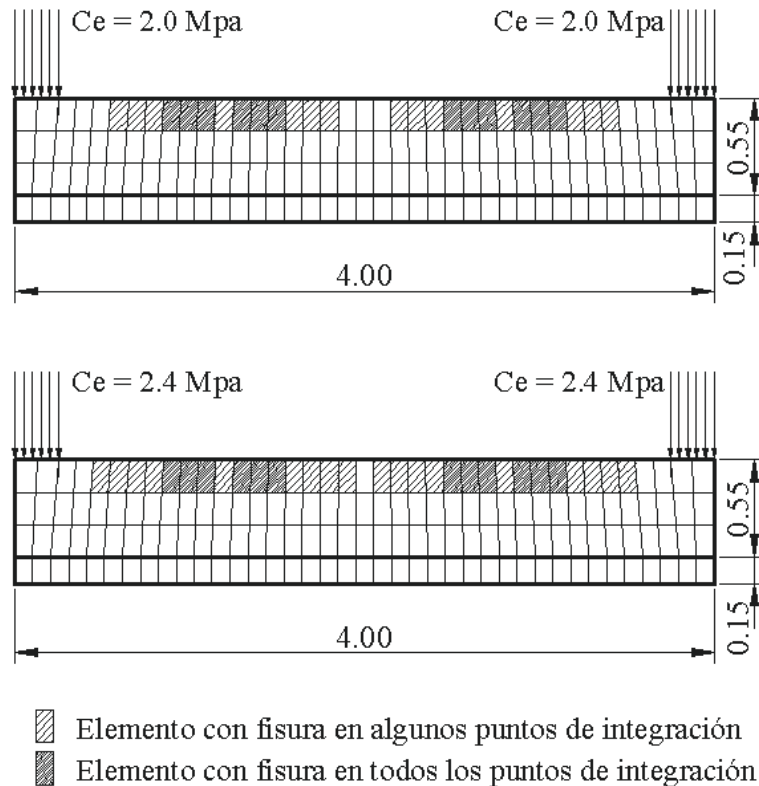 Ce = 2.0 Mpa Ce = 2.0 Mpa
0.55
0.15
4.00
Ce = 2.4 Mpa Ce = 2.4 Mpa
0.55
0.15
4.00
Elemento con fisura en algunos puntos de integración
Elemento con fisura en todos los puntos de integración